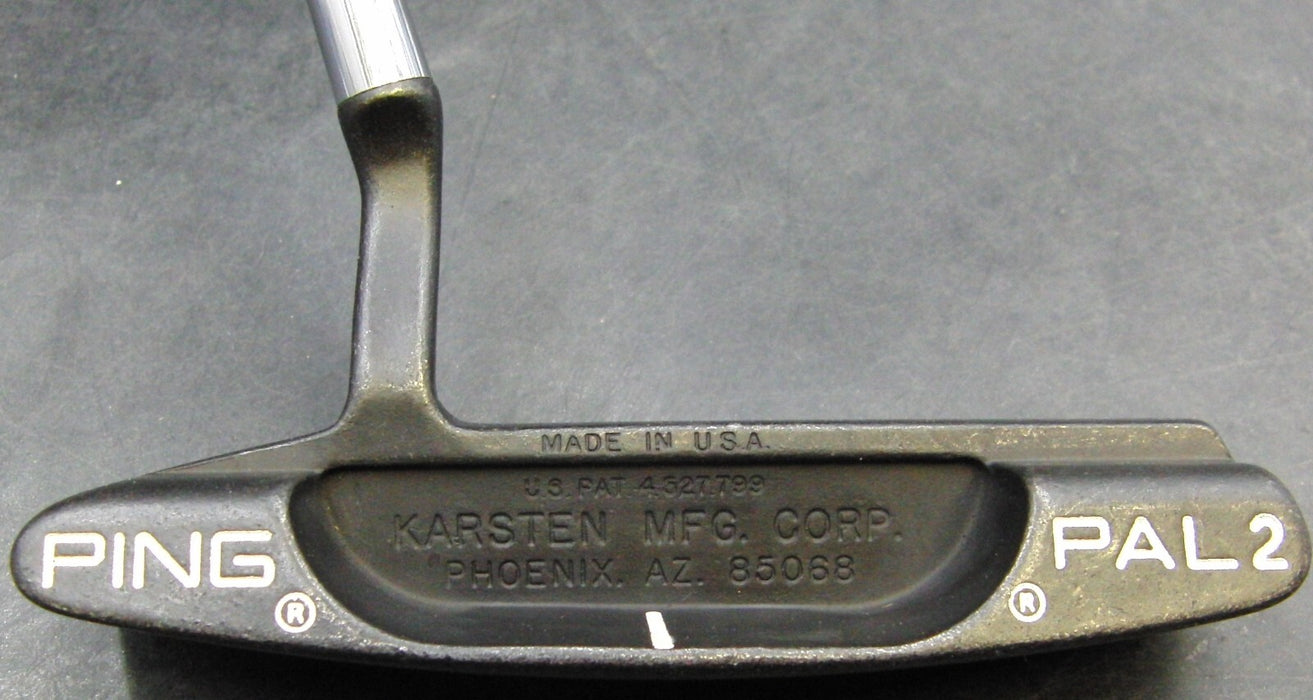 MADE IN U.S.A.
U.S. PAT 4,527,799
KARSTEN MFG. CORP.
PHOENIX. AZ. 85068
PING ®
PAL 2 ®